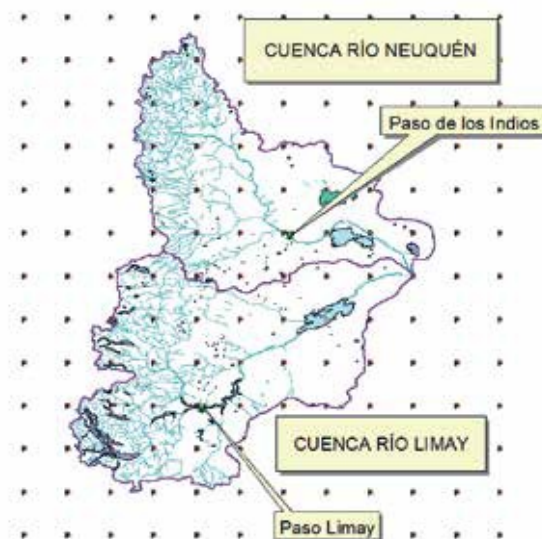 CUENCA RÍO NEUQUÉN
Paso de los Indios
CUENCA RÍO LIMAY
Paso Limay